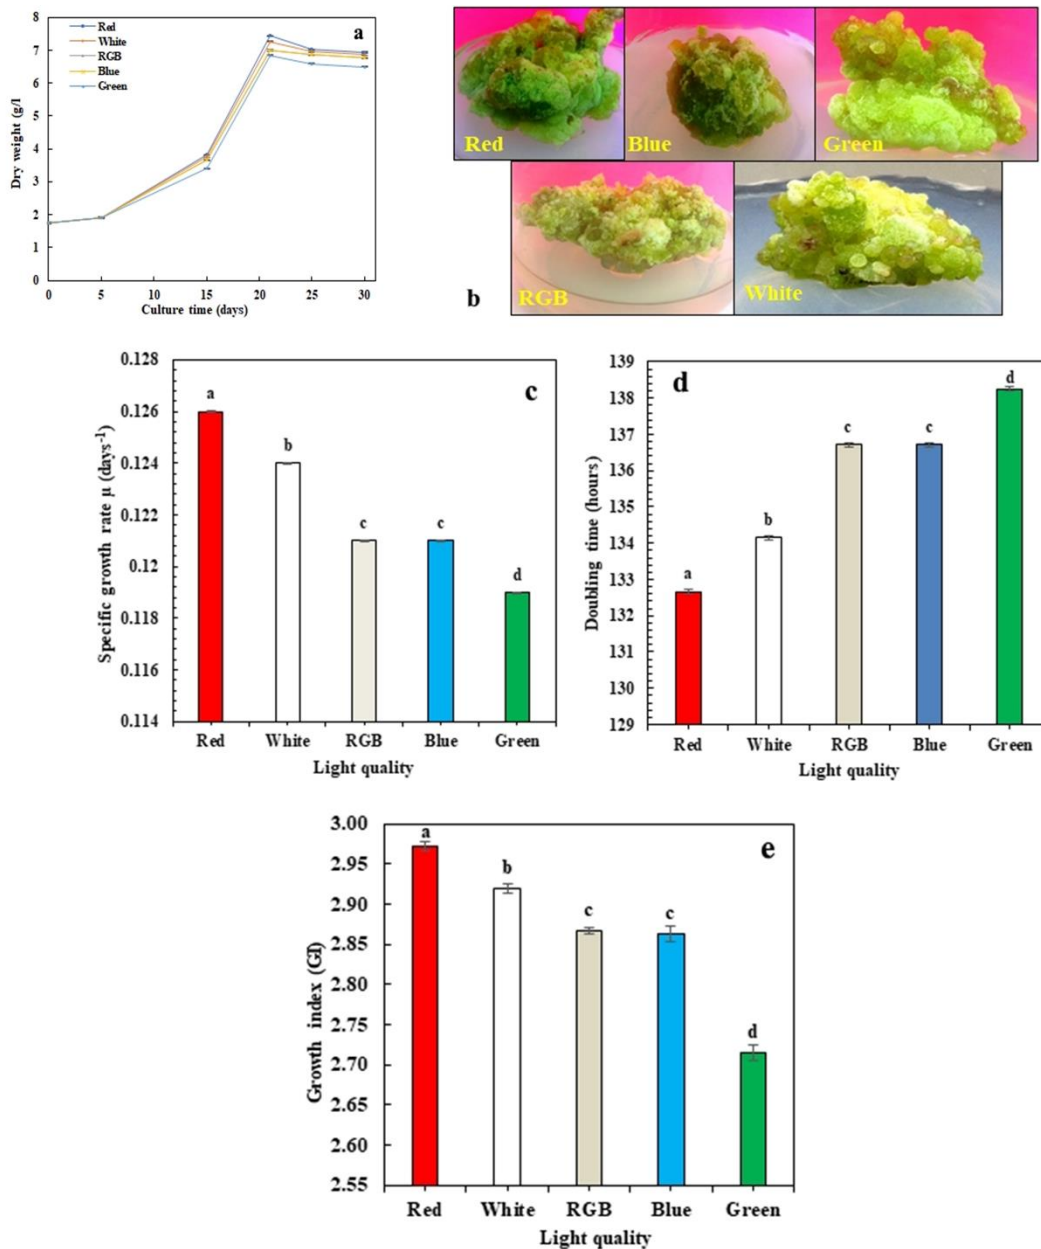 a
Red
White
RGB
Blue
Green
Dry weight (g/l
8
7
6
5
4
3
2
1
0
0 5 10 15 20 25 30
Culture time (days)
Red
Blue
Green
b
RGB
White
c
Specific growth rate µ (days-1)
0.128
0.126
0.124
0.122
0.12
0.118
0.116
0.114
a
b
c
c
d
Red White RGB Blue Green
Light quality
d
Doubling time (hours)
139
138
137
136
135
134
133
132
131
130
129
a
b
c
c
d
Red White RGB Blue Green
Light quality
e
Growth index (GI)
3.00
2.95
2.90
2.85
2.80
2.75
2.70
2.65
2.60
2.55
a
b
c
c
d
Red White RGB Blue Green
Light quality